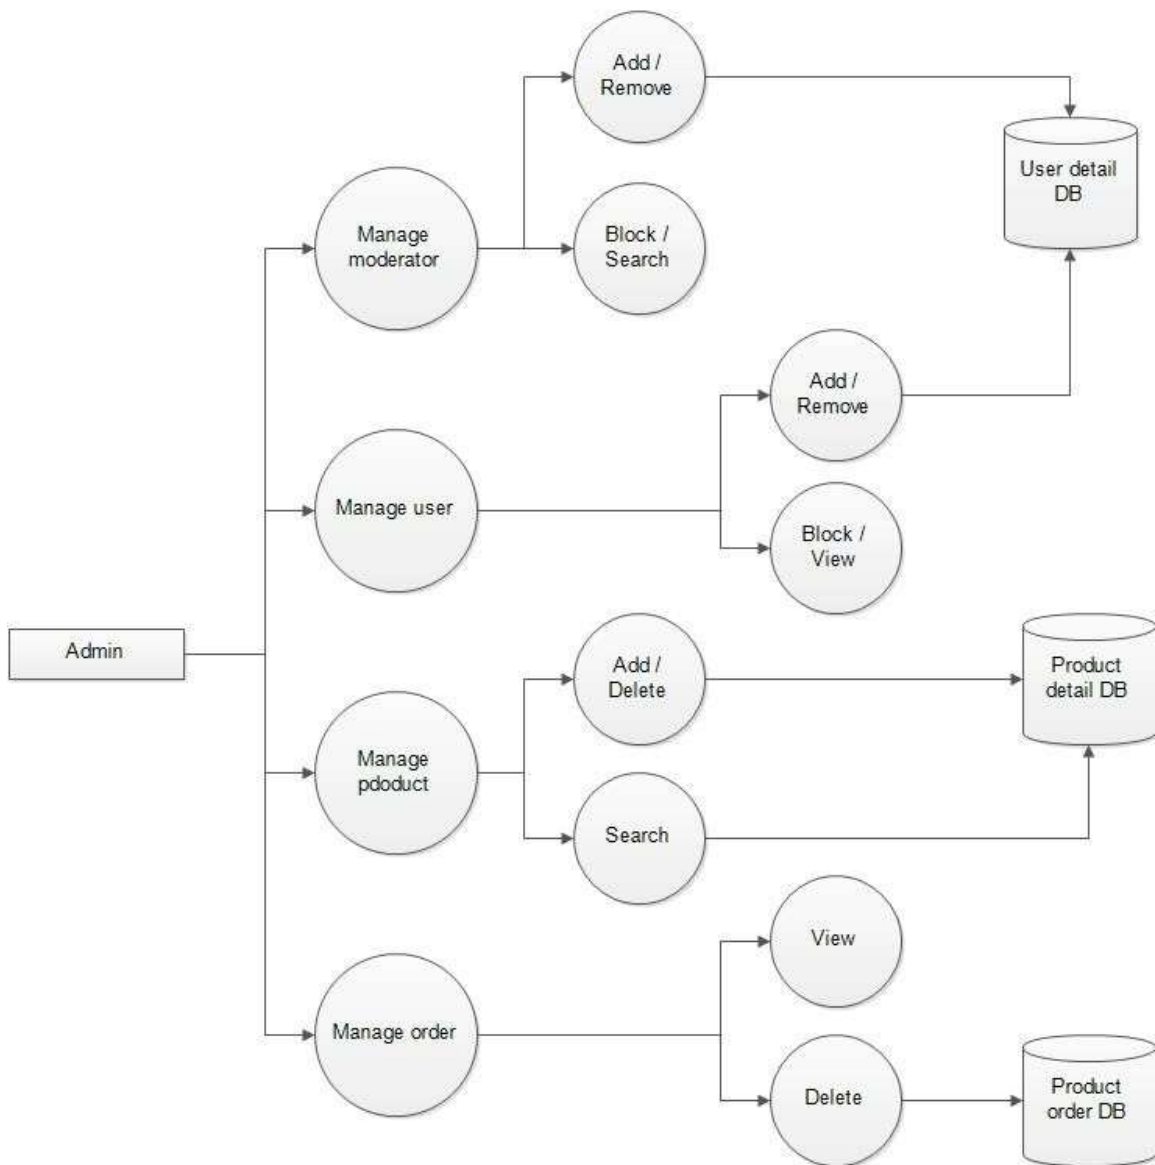 Add /
Remove
User detail
DB
Manage
moderator
Block /
Search
Add /
Remove
Manage user
Block /
View
Admin
Add /
Delete
Product
detail DB
Manage
pdoduct
Search
View
Manage order
Delete
Product
order DB